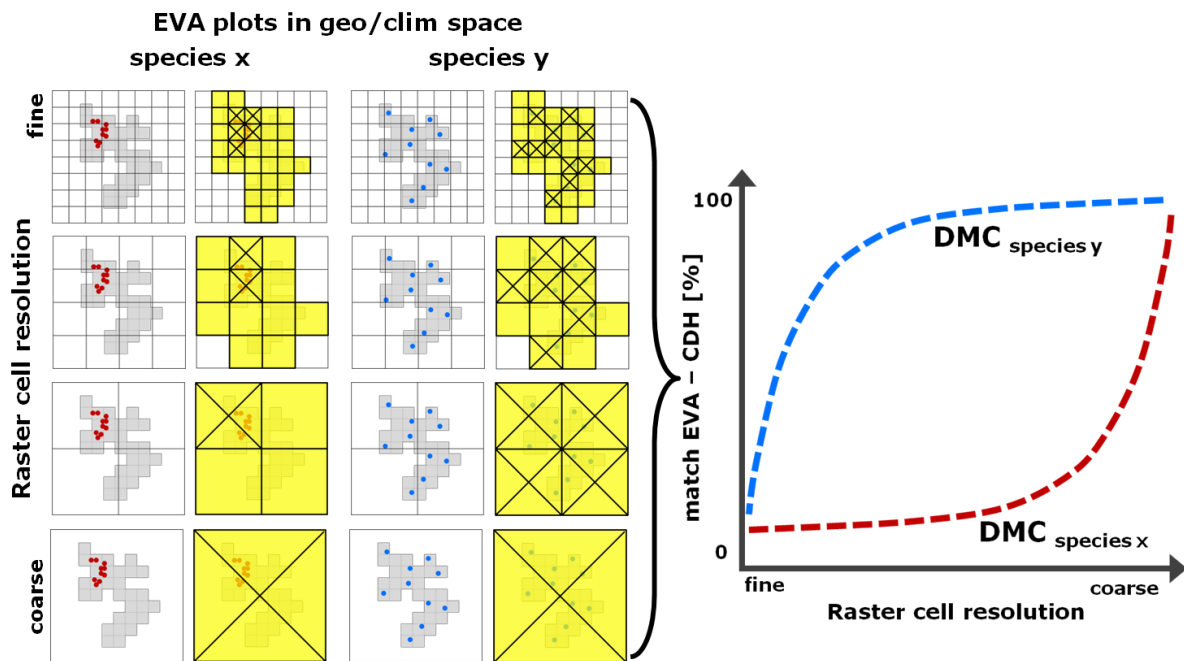 EVA plots in geo/clim space
species x
species y
fine
Raster cell resolution
coarse
match EVA – CDH [%]
100
0
DMC species y
DMC species x
fine
coarse
Raster cell resolution